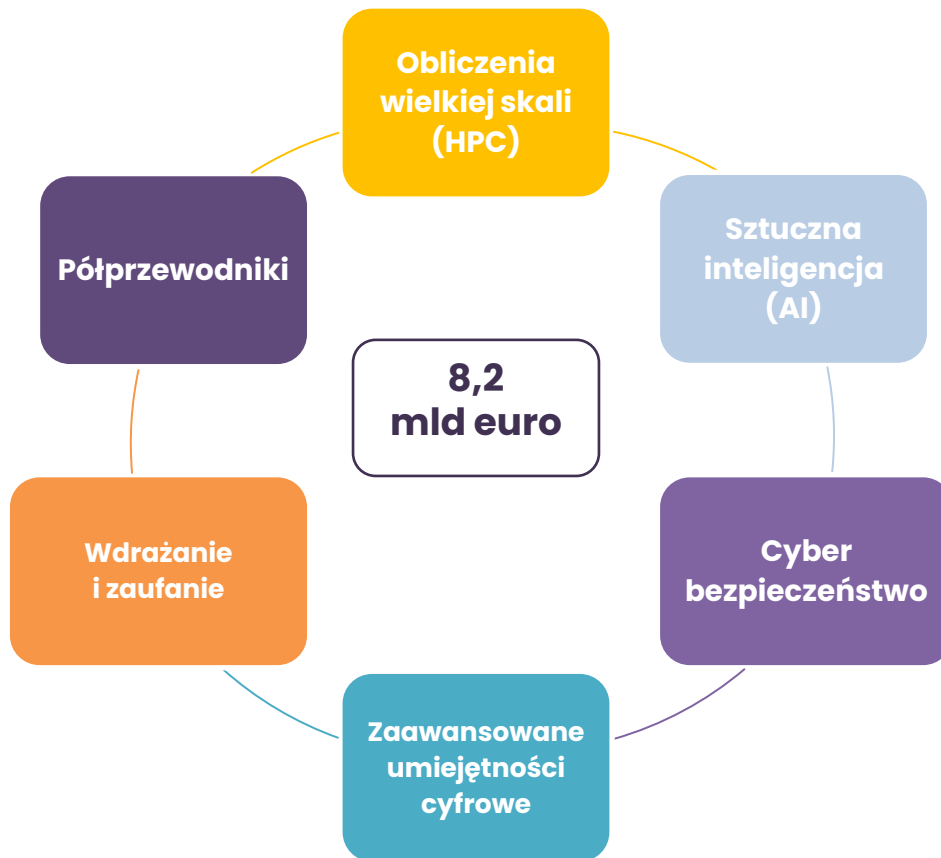 Obliczenia
wielkiej skali
(HPC)
Sztuczna
inteligencja
(AI)
Półprzewodniki
8,2
mld euro
Cyber
bezpieczeństwo
Wdrażanie
i zaufanie
Zaawansowane
umiejętności
cyfrowe